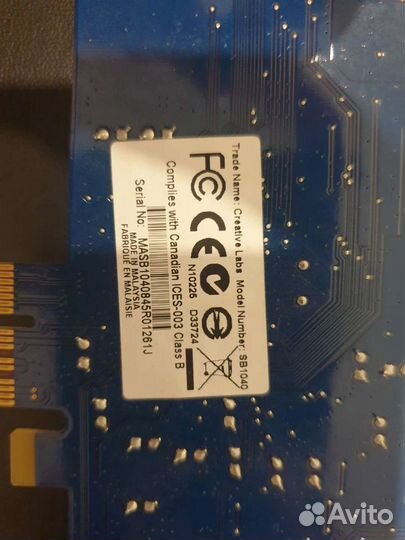 Trade Name: Creative Labs Model Number: SB1040
FC CE
N10225 D33724
Complies with Canadian ICES-003 Class B
Serial No: MASB1040845R01261J
MADE IN MALAYSIA
FABRIQUE EN MALAISIE
Avito